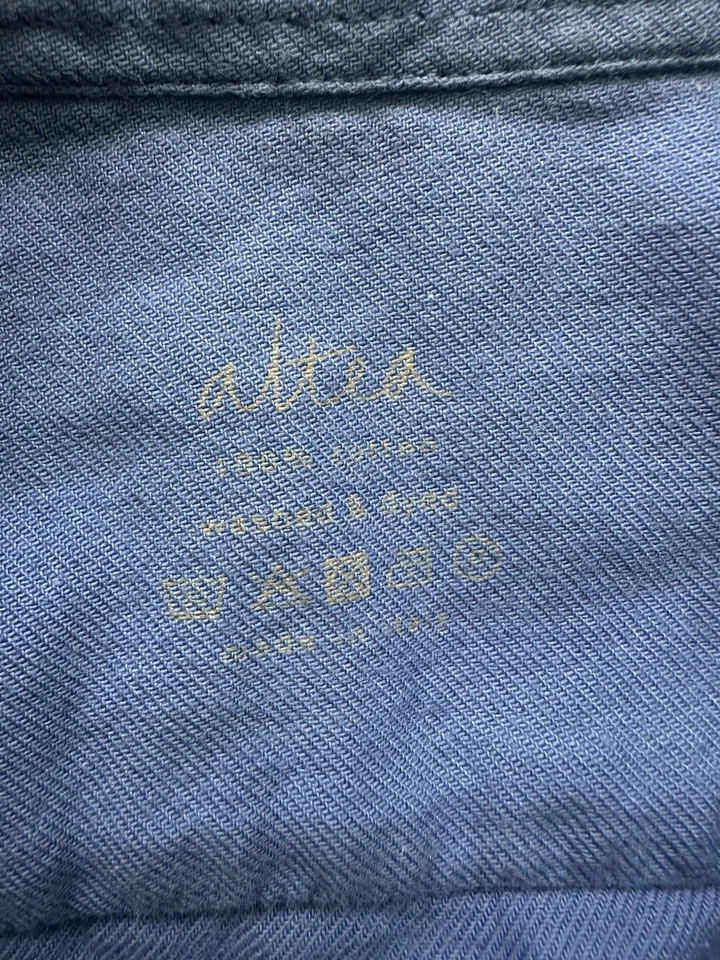 altea
100% cotton
washed & dyed
made in italy